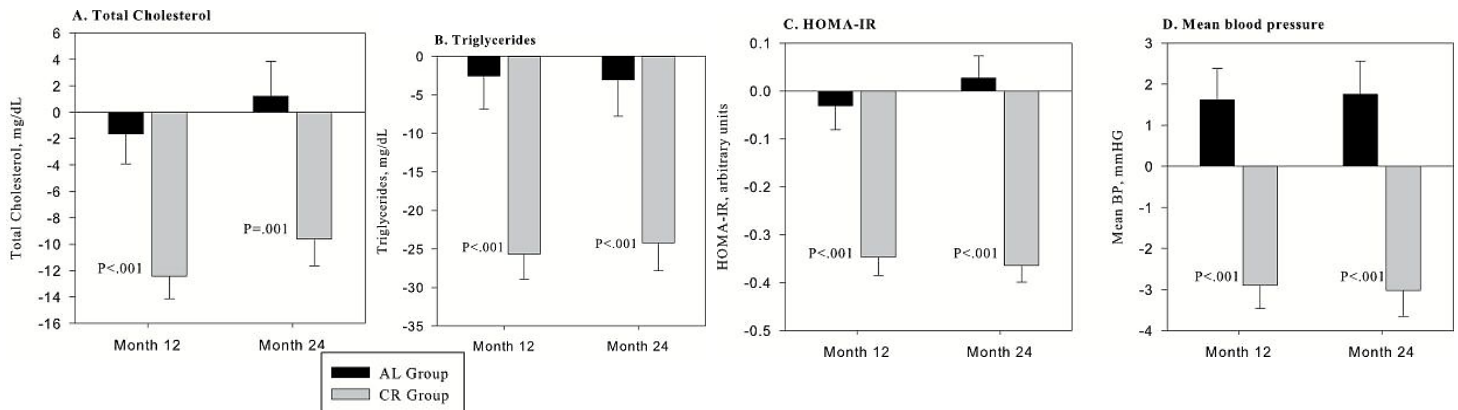 A. Total Cholesterol
6
4
2
0
-2
-4
-6
-8
-10
-12
-14
-16
Total Cholesterol, mg/dL
P<.001
P=.001
Month 12
Month 24
B. Triglycerides
0
-5
-10
-15
-20
-25
-30
-35
Triglycerides, mg/dL
P<.001
P<.001
Month 12
Month 24
C. HOMA-IR
0.1
0.0
-0.1
-0.2
-0.3
-0.4
-0.5
HOMA-IR, arbitrary units
P<.001
P<.001
Month 12
Month 24
D. Mean blood pressure
3
2
1
0
-1
-2
-3
-4
Mean BP, mmHG
P<.001
P<.001
Month 12
Month 24
AL Group
CR Group